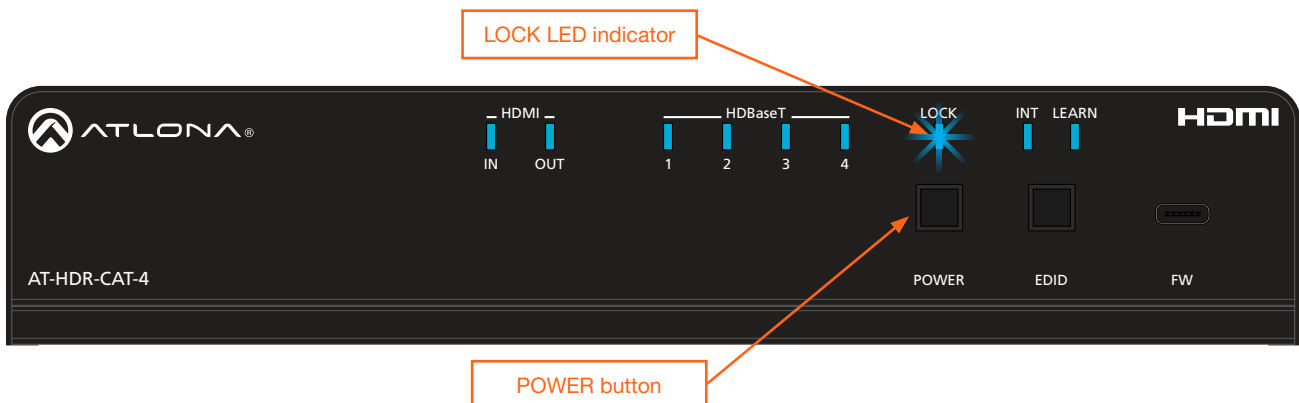 LOCK LED indicator
ATLONA®
HDMI
IN OUT
HDBaseT
1 2 3 4
LOCK
INT LEARN
HDMI
AT-HDR-CAT-4
POWER
EDID
FW
POWER button